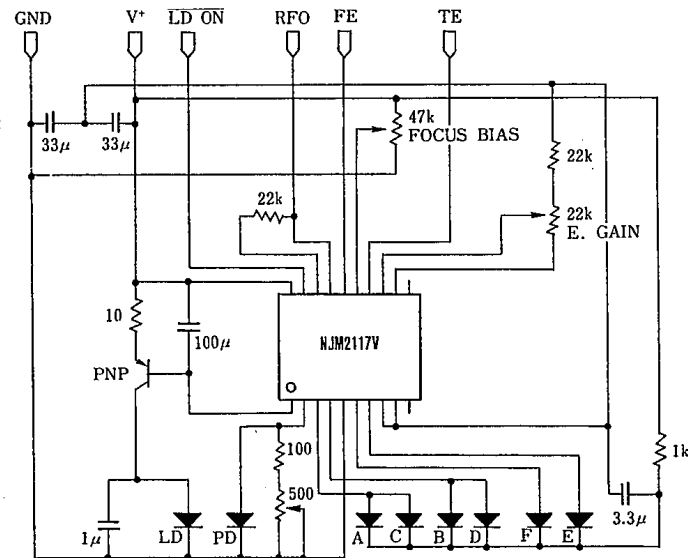 GND V+ LD ON RFO FE TE
33μ 33μ
47k
FOCUS BIAS
22k
22k
22k
E. GAIN
10
100μ
NJM2117V
PNP
100
1k
500
1μ LD PD A C B D F E 3.3μ